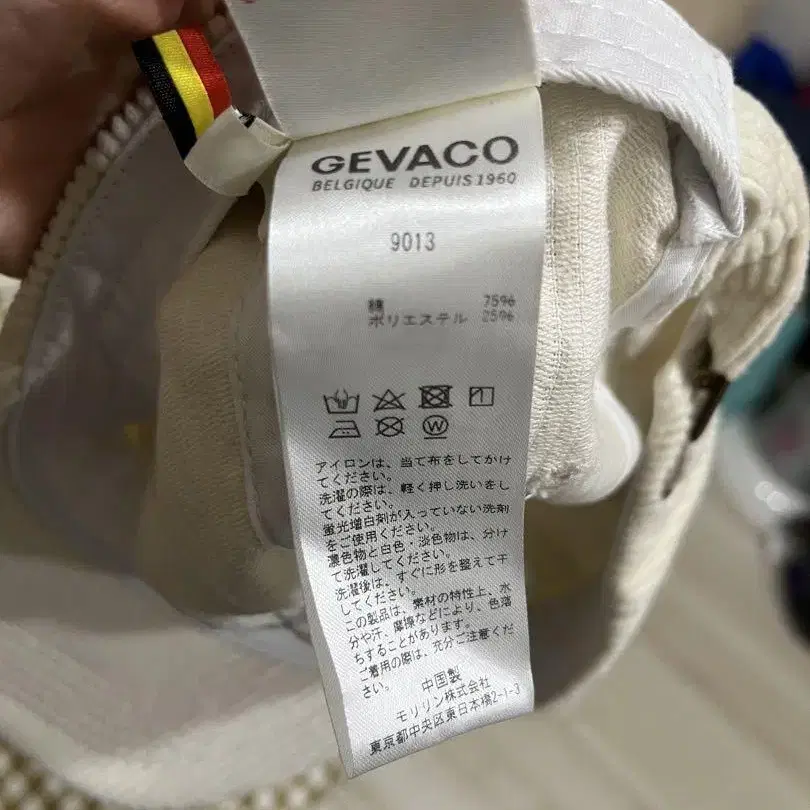 GEVACO
BELGIQUE DEPUIS 1960
9013
綿 75%
ポリエステル 25%
アイロンは、当て布をしてかけ
てください。
洗濯の際は、軽く押し洗いをし
てください。
蛍光増白剤が入っていない洗剤
をご使用ください。
濃色物と白色・淡色物は、分け
て洗濯してください。
洗濯後は、すぐに形を整えて干
してください。
この製品は、素材の特性上、水
分や汗、摩擦などにより、色落
ちすることがあります。
ご着用の際は、充分ご注意くだ
さい。
中国製
モリリン株式会社
東京都中央区東日本橋2-1-3